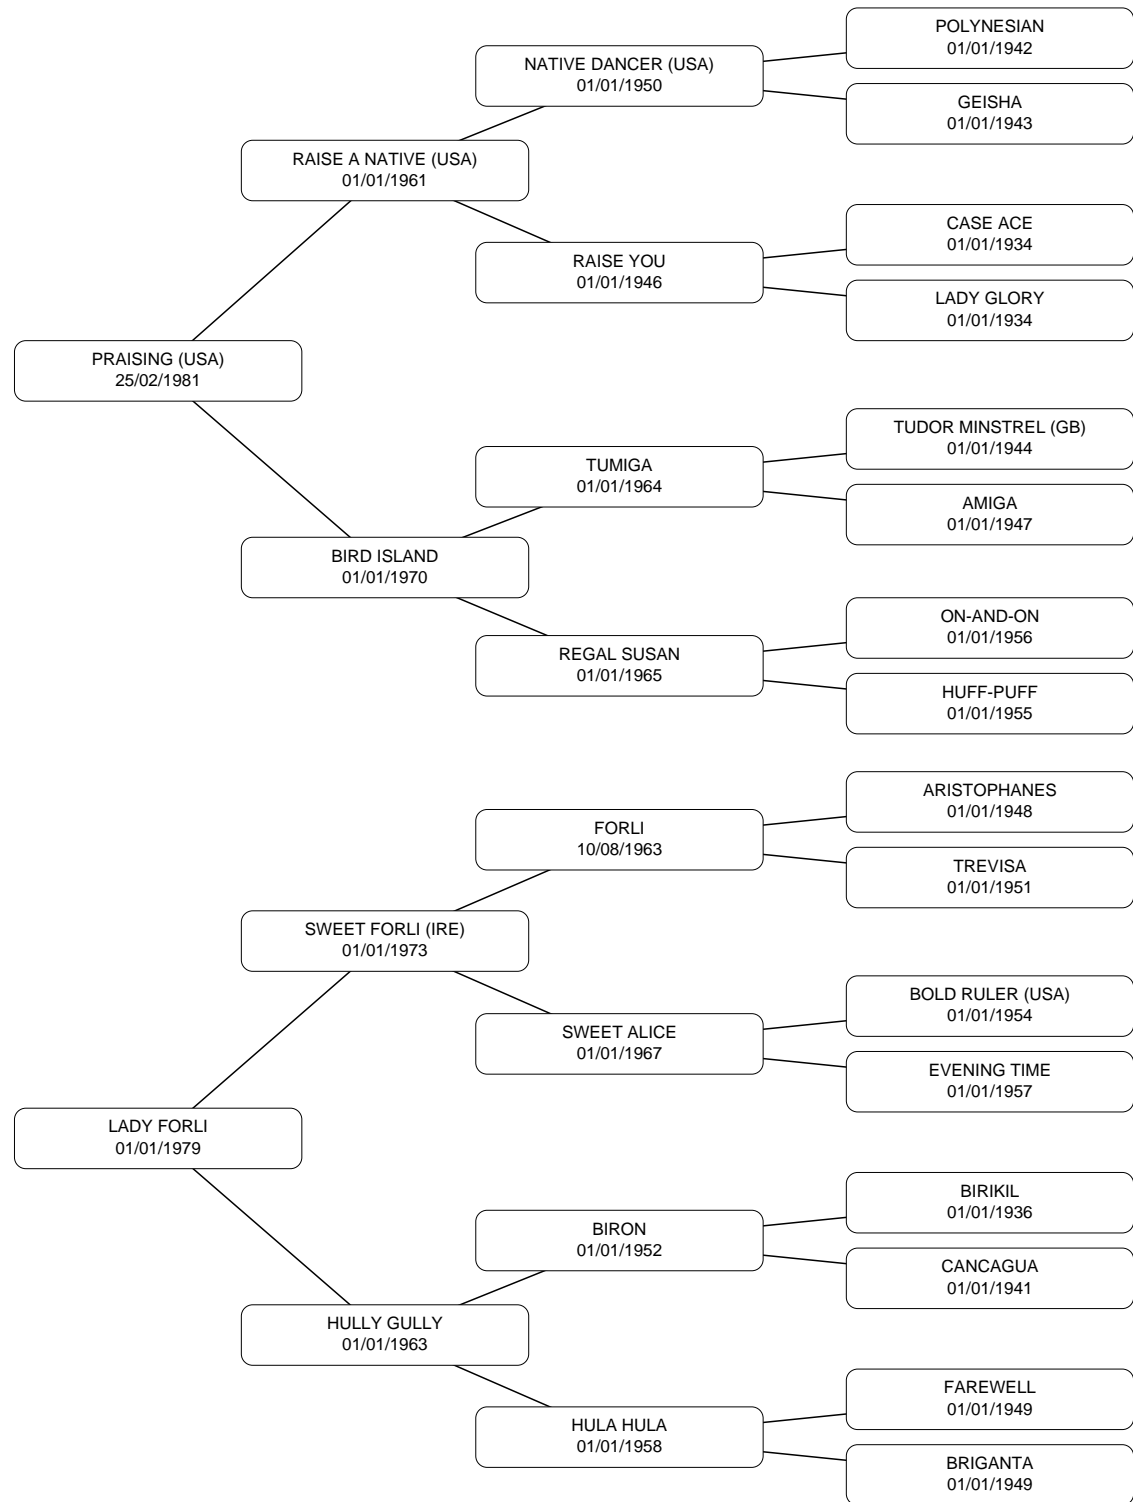 POLYNESIAN
01/01/1942
NATIVE DANCER (USA)
01/01/1950
GEISHA
01/01/1943
RAISE A NATIVE (USA)
01/01/1961
CASE ACE
01/01/1934
RAISE YOU
01/01/1946
LADY GLORY
01/01/1934
PRAISING (USA)
25/02/1981
TUDOR MINSTREL (GB)
01/01/1944
TUMIGA
01/01/1964
AMIGA
01/01/1947
BIRD ISLAND
01/01/1970
ON-AND-ON
01/01/1956
REGAL SUSAN
01/01/1965
HUFF-PUFF
01/01/1955
ARISTOPHANES
01/01/1948
FORLI
10/08/1963
TREVISA
01/01/1951
SWEET FORLI (IRE)
01/01/1973
BOLD RULER (USA)
01/01/1954
SWEET ALICE
01/01/1967
EVENING TIME
01/01/1957
LADY FORLI
01/01/1979
BIRIKIL
01/01/1936
BIRON
01/01/1952
CANCAGUA
01/01/1941
HULLY GULLY
01/01/1963
FAREWELL
01/01/1949
HULA HULA
01/01/1958
BRIGANTA
01/01/1949